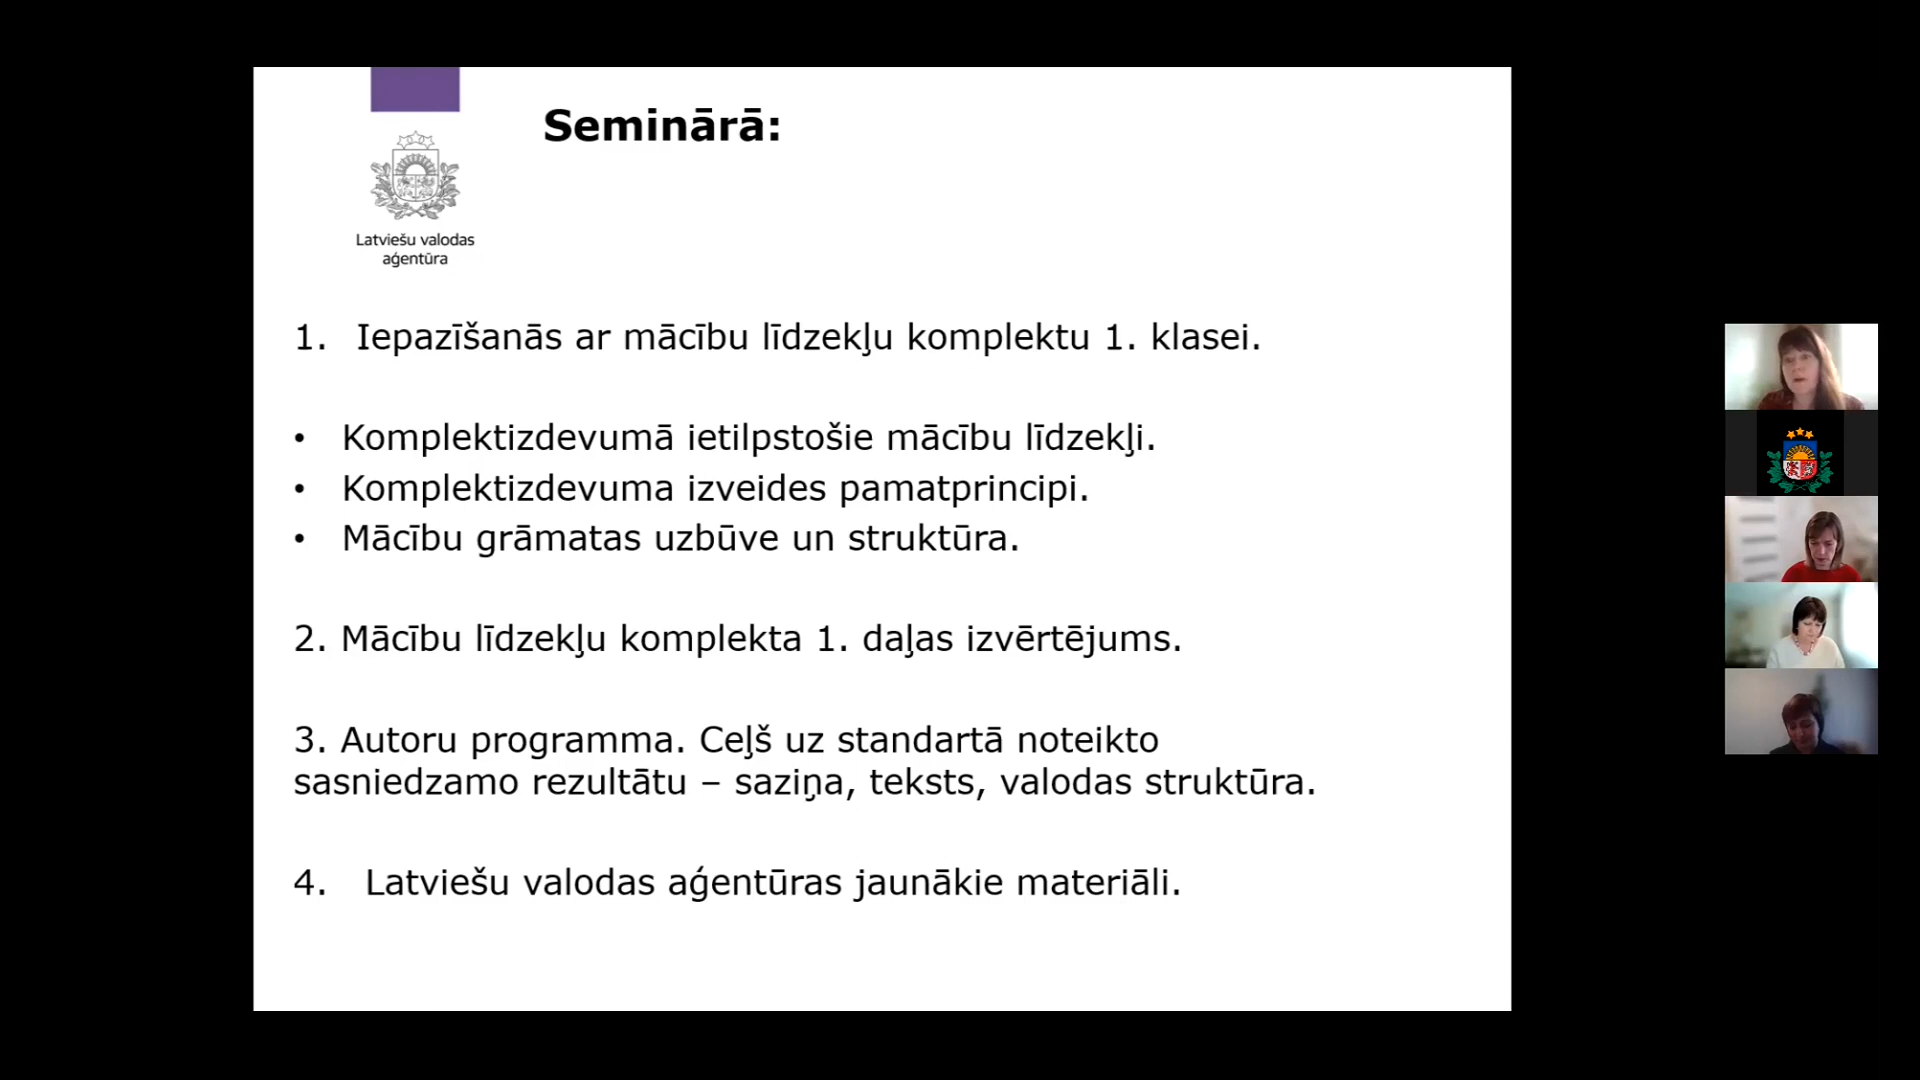 Seminārā:
Latviešu valodas
aģentūra
1. Iepazīšanās ar mācību līdzekļu komplektu 1. klasei.
• Komplektizdevumā ietilpstošie mācību līdzekļi.
• Komplektizdevuma izveides pamatprincipi.
• Mācību grāmatas uzbūve un struktūra.
2. Mācību līdzekļu komplekta 1. daļas izvērtējums.
3. Autoru programma. Ceļš uz standartā noteikto
sasniedzamo rezultātu – saziņa, teksts, valodas struktūra.
4. Latviešu valodas aģentūras jaunākie materiāli.